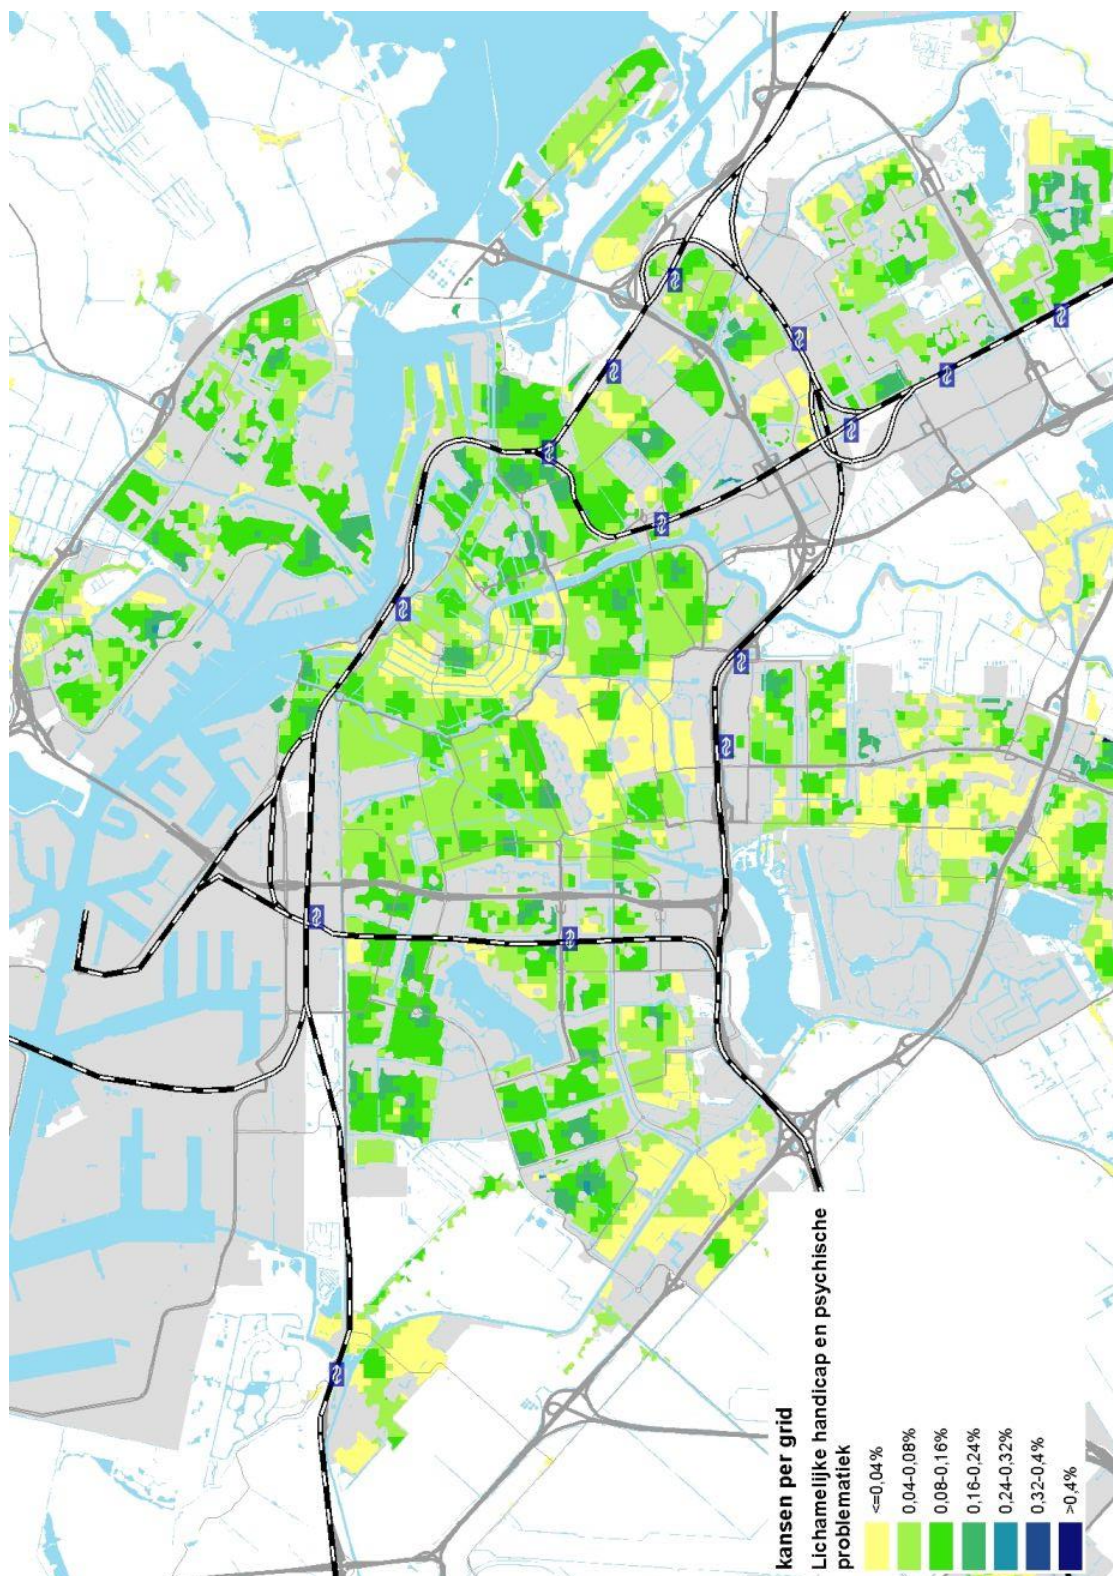 kansen per grid
Lichamelijke handicap en psychische
problematiek
<=0,04%
0,04-0,08%
0,08-0,16%
0,16-0,24%
0,24-0,32%
0,32-0,4%
>0,4%